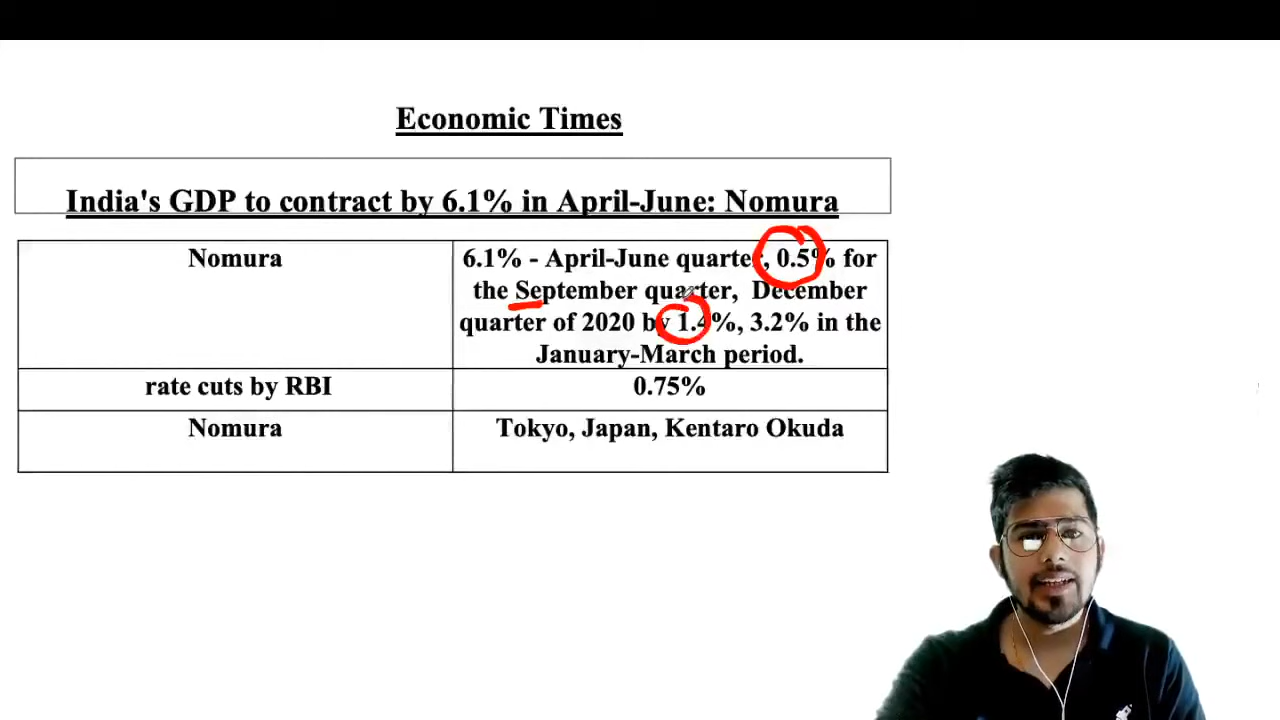 Economic Times
India's GDP to contract by 6.1% in April-June: Nomura
Nomura
6.1% - April-June quarter, 0.5% for
the September quarter, December
quarter of 2020 by 1.4%, 3.2% in the
January-March period.
rate cuts by RBI
0.75%
Nomura
Tokyo, Japan, Kentaro Okuda